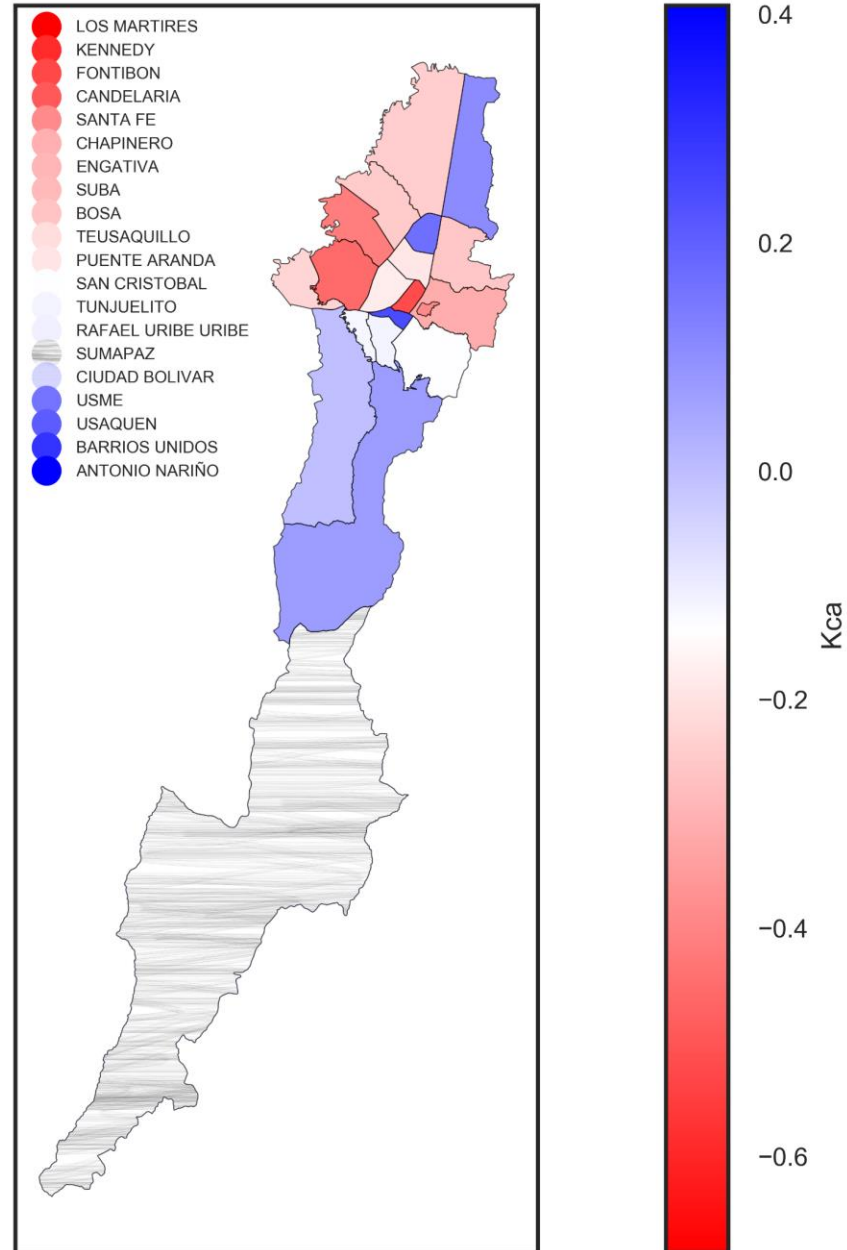 LOS MARTIRES
KENNEDY
FONTIBON
CANDELARIA
SANTA FE
CHAPINERO
ENGATIVA
SUBA
BOSA
TEUSAQUILLO
PUENTE ARANDA
SAN CRISTOBAL
TUNJUELITO
RAFAEL URIBE URIBE
SUMAPAZ
CIUDAD BOLIVAR
USME
USAQUEN
BARRIOS UNIDOS
ANTONIO NARIÑO
0.4
0.2
0.0
−0.2
−0.4
−0.6
Kca